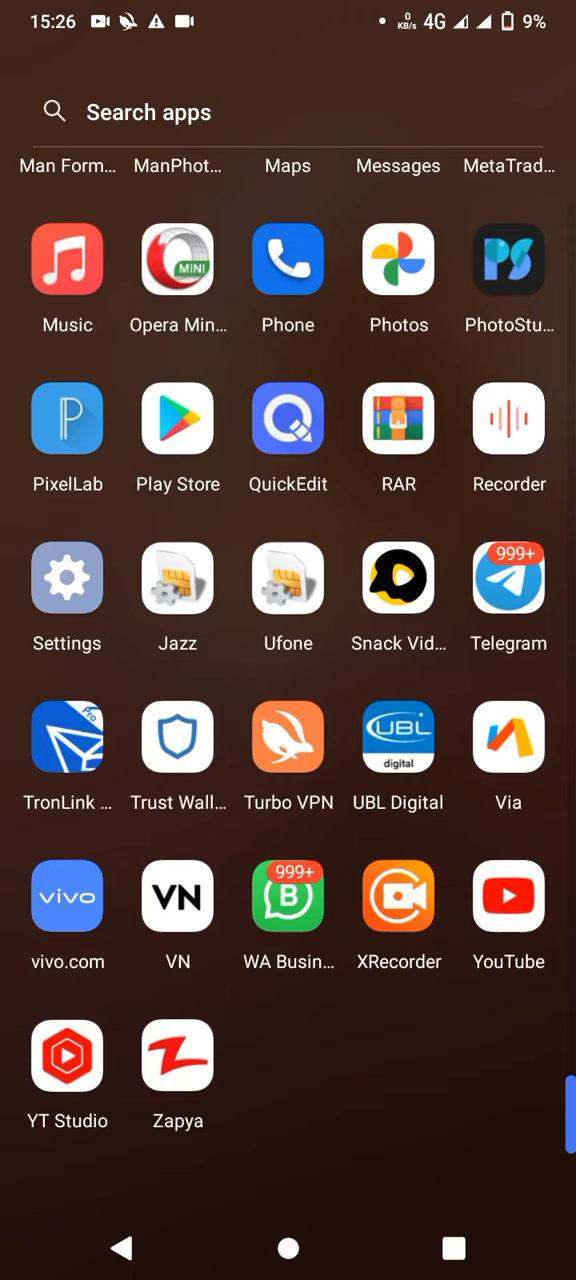 15:26 0 KB/s 4G 9%
Search apps
Man Form... ManPhot... Maps Messages MetaTrad...
MINI PS
Music Opera Min... Phone Photos PhotoStu...
P
PixelLab Play Store QuickEdit RAR Recorder
999+
Settings Jazz Ufone Snack Vid... Telegram
Pro UBL digital
TronLink ... Trust Wall... Turbo VPN UBL Digital Via
vivo VN 999+ B
vivo.com VN WA Busin... XRecorder YouTube
YT Studio Zapya